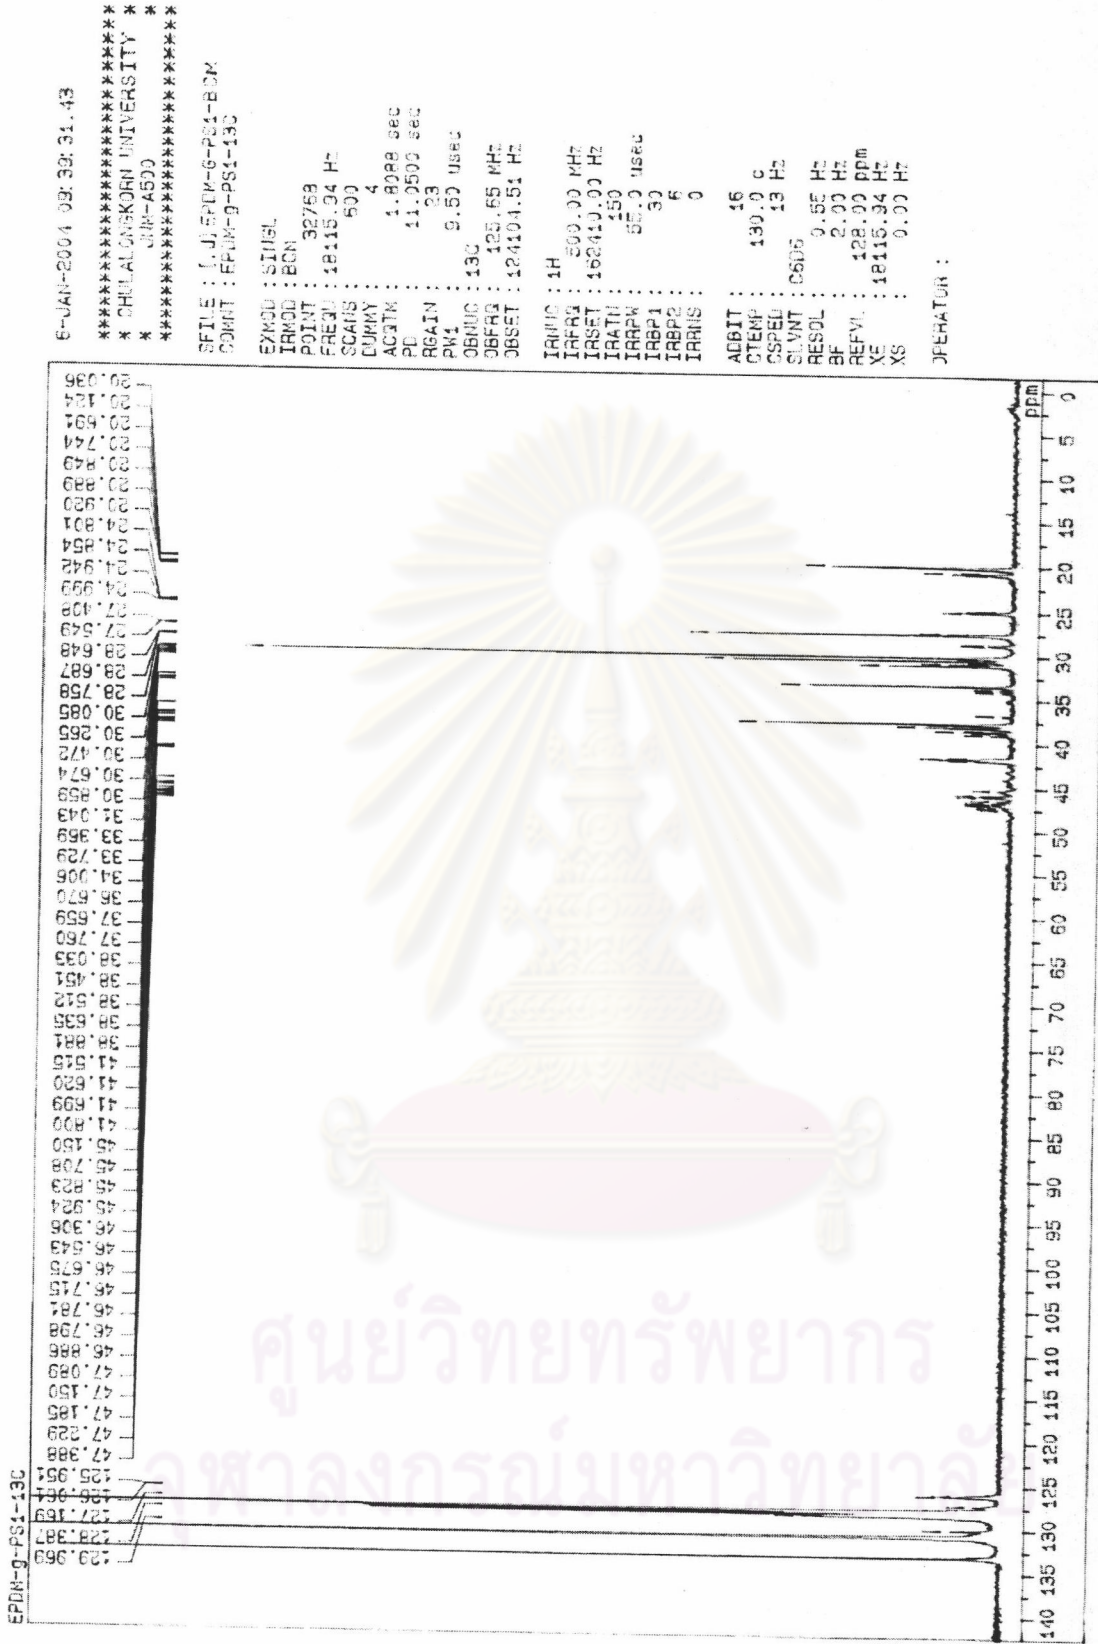 EPDM-g-PS1-13C
6-JAN-2004 09:39:31.43
* CHULALONGKORN UNIVERSITY *
* JNM-A500 *
SFILE : [.J]EPDM-G-PS1-BCM
COMNT : EPDM-g-PS1-13C
EXMOD : SINGL
IRMOD : BCM
POINT : 32768
FREQU : 18115.94 Hz
SCANS : 600
DUMMY : 4
ACQTM : 1.8088 sec
PD : 11.0500 sec
RGAIN : 23
PW1 : 9.50 usec
OBNUC : 13C
OBFRQ : 125.65 MHz
OBSET : 124104.51 Hz
IRNUC : 1H
IRFRQ : 500.00 MHz
IRSET : 162410.00 Hz
IRATN : 150
IRRPW : 55.0 usec
IRBP1 : 30
IRBP2 : 6
IRRNS : 0
ADBIT : 16
CTEMP : 130.0 c
CSPED : 13 Hz
SLVNT : C6D6
RESOL : 0.55 Hz
BF : 2.00 Hz
REFVL : 128.00 ppm
XE : 18115.94 Hz
XS : 0.00 Hz
OPERATOR :
129.969
128.387
127.169
126.061
125.951
47.388
47.229
47.185
47.150
47.089
46.886
46.798
46.781
46.715
46.675
46.543
46.306
45.924
45.823
45.708
45.150
41.800
41.699
41.620
41.515
38.881
38.635
38.512
38.451
38.033
37.760
37.659
36.670
34.006
33.729
33.369
31.043
30.859
30.674
30.472
30.265
30.085
28.758
28.687
28.648
27.549
27.408
24.999
24.942
24.854
24.801
20.920
20.889
20.849
20.744
20.691
20.124
20.036
ppm
140 135 130 125 120 115 110 105 100 95 90 85 80 75 70 65 60 55 50 45 40 35 30 25 20 15 10 5 0
ศูนย์วิทยทรัพยากร
จุฬาลงกรณ์มหาวิทยาลัย